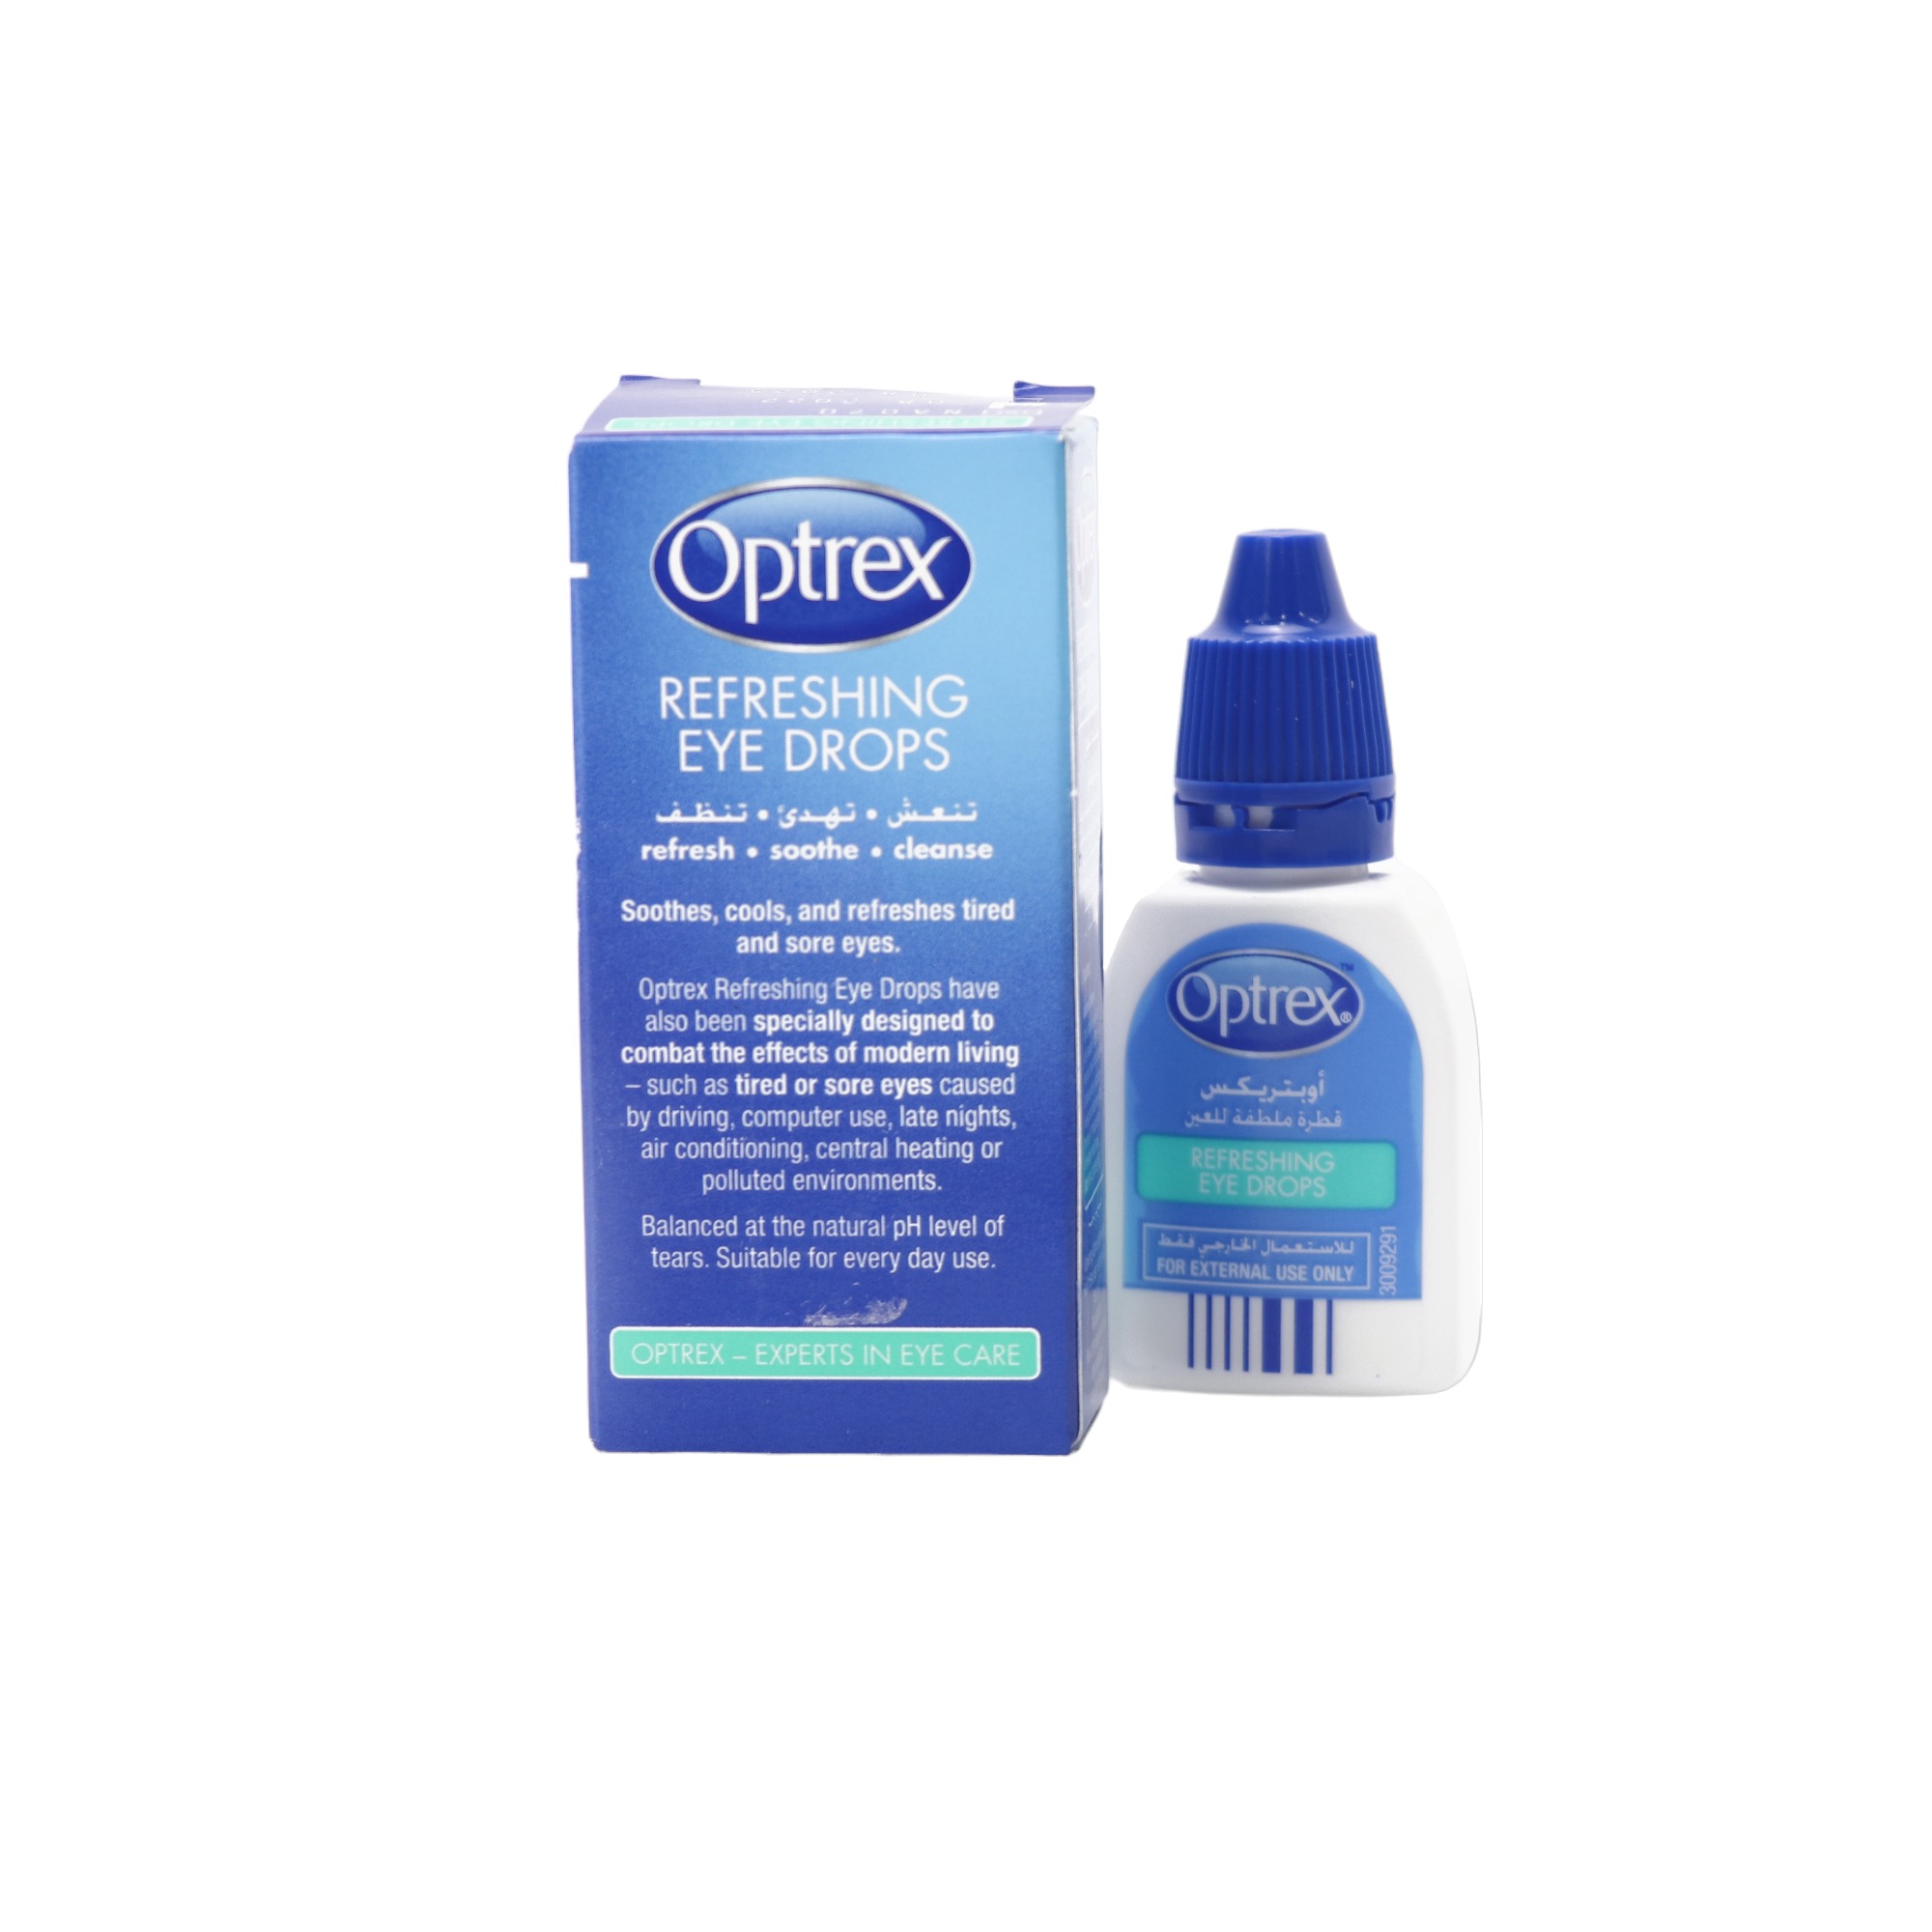 Optrex
REFRESHING
EYE DROPS
تنعش • تهدئ • تنظف
refresh • soothe • cleanse
Soothes, cools, and refreshes tired
and sore eyes.
Optrex Refreshing Eye Drops have
also been specially designed to
combat the effects of modern living
– such as tired or sore eyes caused
by driving, computer use, late nights,
air conditioning, central heating or
polluted environments.
Balanced at the natural pH level of
tears. Suitable for every day use.
OPTREX – EXPERTS IN EYE CARE
Optrex®™
أوبتريكس
قطرة ملطفة للعين
REFRESHING
EYE DROPS
للاستعمال الخارجي فقط
FOR EXTERNAL USE ONLY
3009291